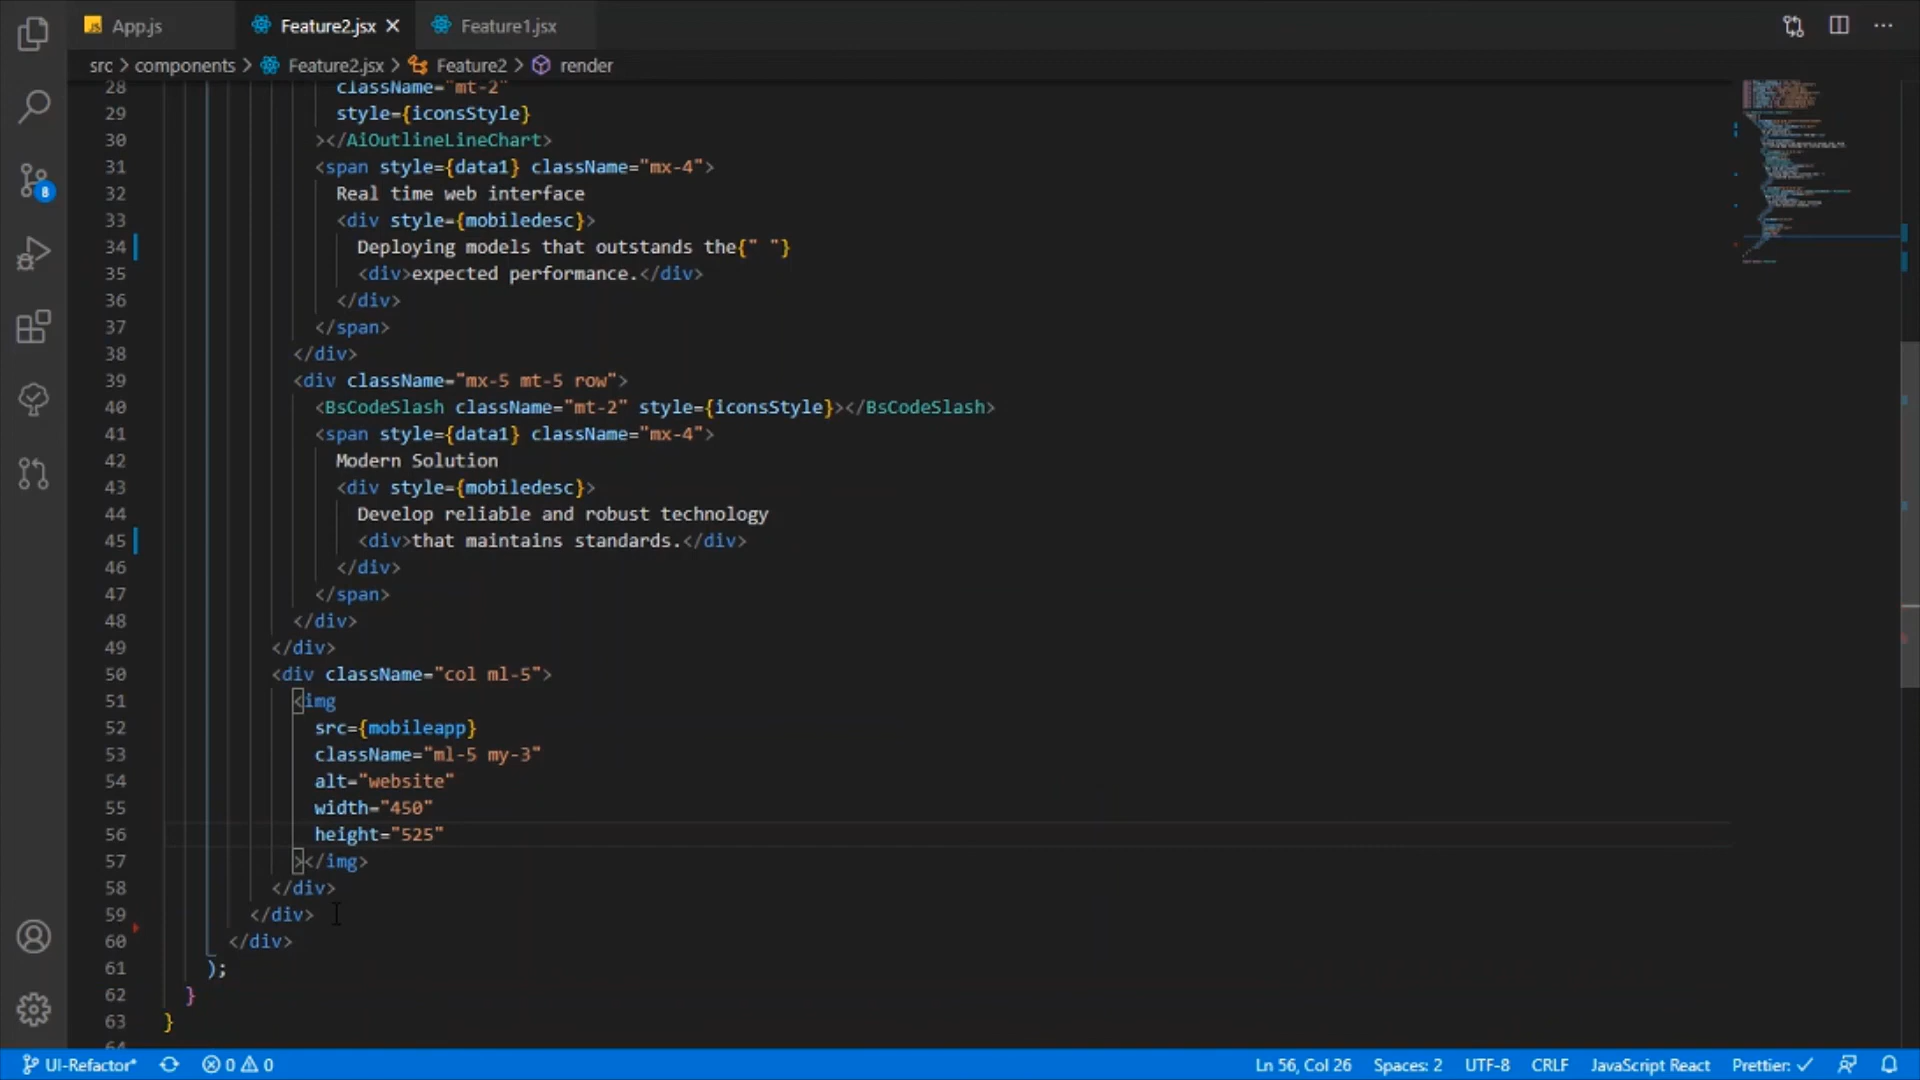 App.js Feature2.jsx Feature1.jsx
src > components > Feature2.jsx > Feature2 > render
28 className="mt-2"
29 style={iconsStyle}
30 ></AiOutlineLineChart>
31 <span style={data1} className="mx-4">
32 Real time web interface
33 <div style={mobiledesc}>
34 Deploying models that outstands the{" "}
35 <div>expected performance.</div>
36 </div>
37 </span>
38 </div>
39 <div className="mx-5 mt-5 row">
40 <BsCodeSlash className="mt-2" style={iconsStyle}></BsCodeSlash>
41 <span style={data1} className="mx-4">
42 Modern Solution
43 <div style={mobiledesc}>
44 Develop reliable and robust technology
45 <div>that maintains standards.</div>
46 </div>
47 </span>
48 </div>
49 </div>
50 <div className="col ml-5">
51 <img
52 src={mobileapp}
53 className="ml-5 my-3"
54 alt="website"
55 width="450"
56 height="525"
57 ></img>
58 </div>
59 </div>
60 </div>
61 );
62 }
63 }
64
8
UI-Refactor* 0 0 Ln 56, Col 26 Spaces: 2 UTF-8 CRLF JavaScript React Prettier: ✓